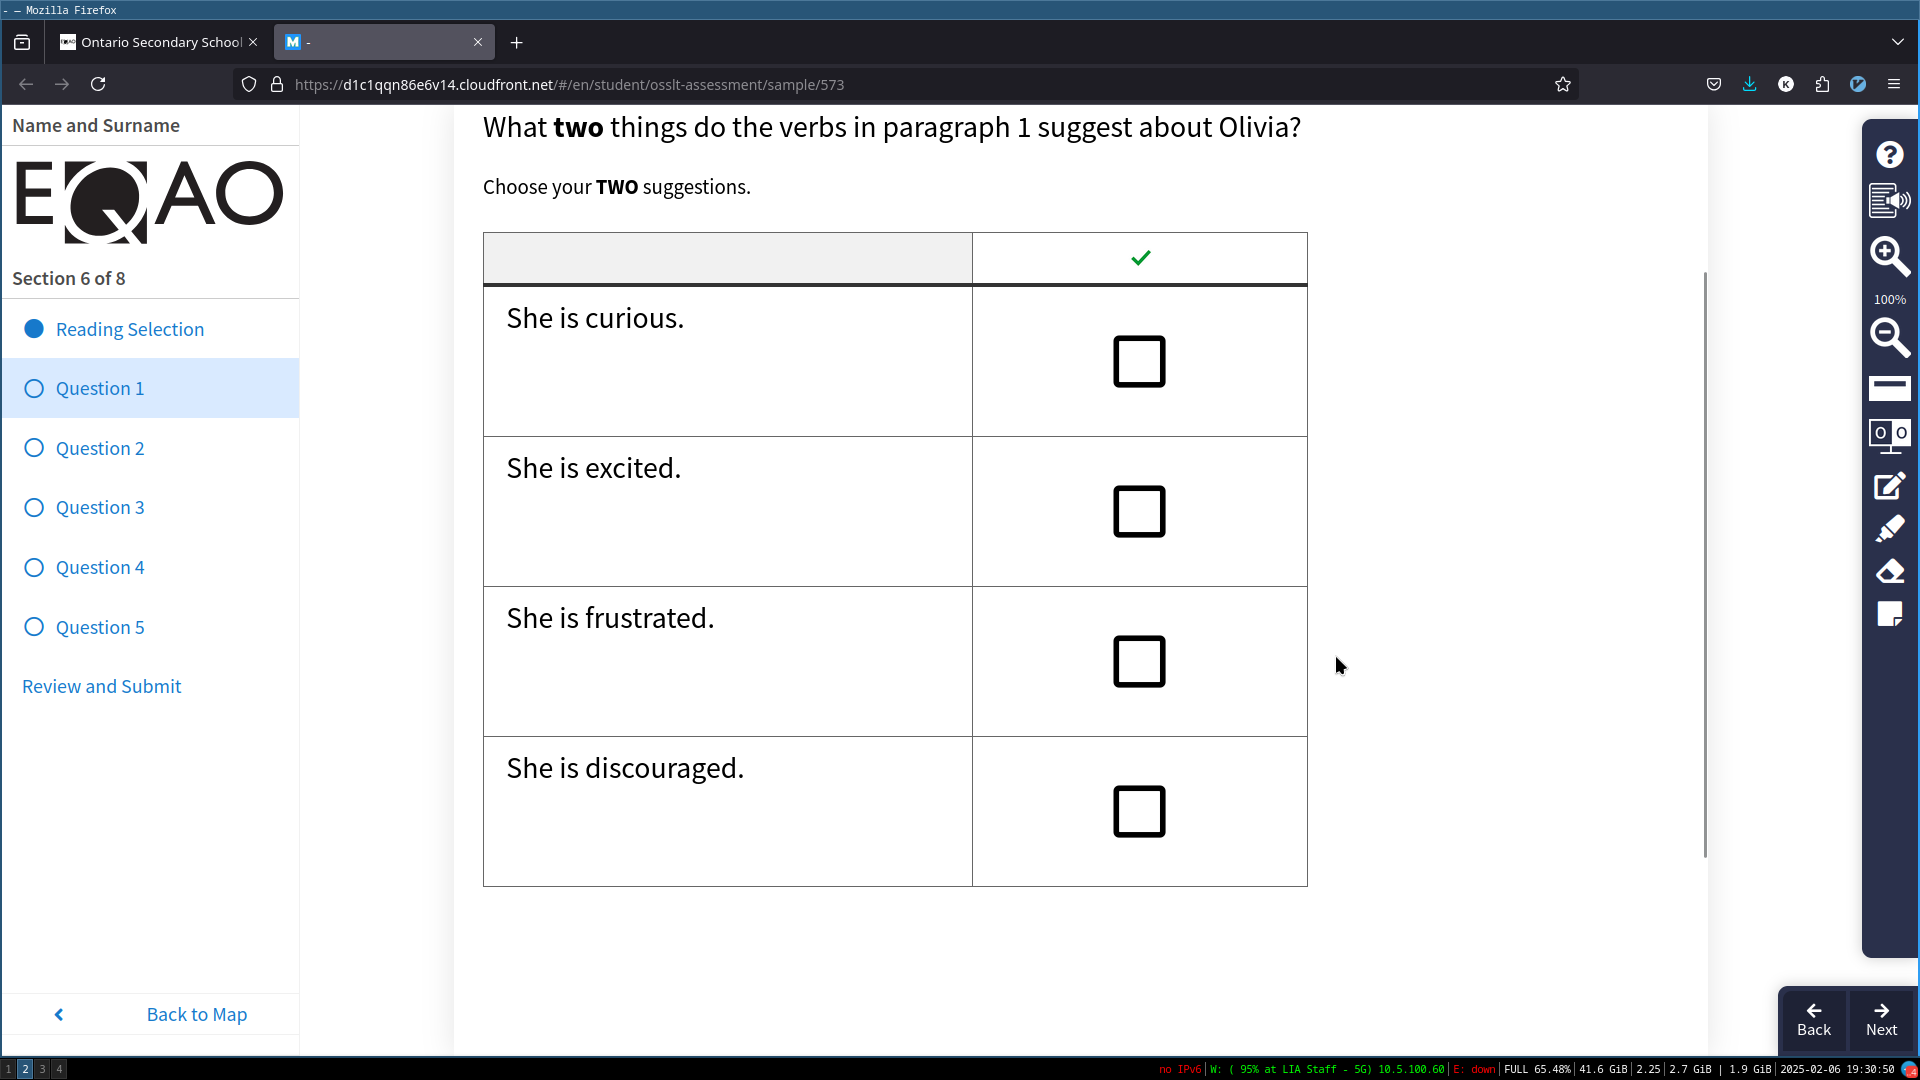 - — Mozilla Firefox
Ontario Secondary School
M -
https://d1c1qqn86e6v14.cloudfront.net/#/en/student/osslt-assessment/sample/573
K
Name and Surname
EQAO
Section 6 of 8
Reading Selection
Question 1
Question 2
Question 3
Question 4
Question 5
Review and Submit
Back to Map
What two things do the verbs in paragraph 1 suggest about Olivia?
Choose your TWO suggestions.
She is curious.
She is excited.
She is frustrated.
She is discouraged.
?
100%
Back
Next
1 2 3 4
no IPv6 | W: ( 95% at LIA Staff - 5G) 10.5.100.60 | E: down | FULL 65.48% | 41.6 GiB | 2.25 | 2.7 GiB | 1.9 GiB | 2025-02-06 19:30:50